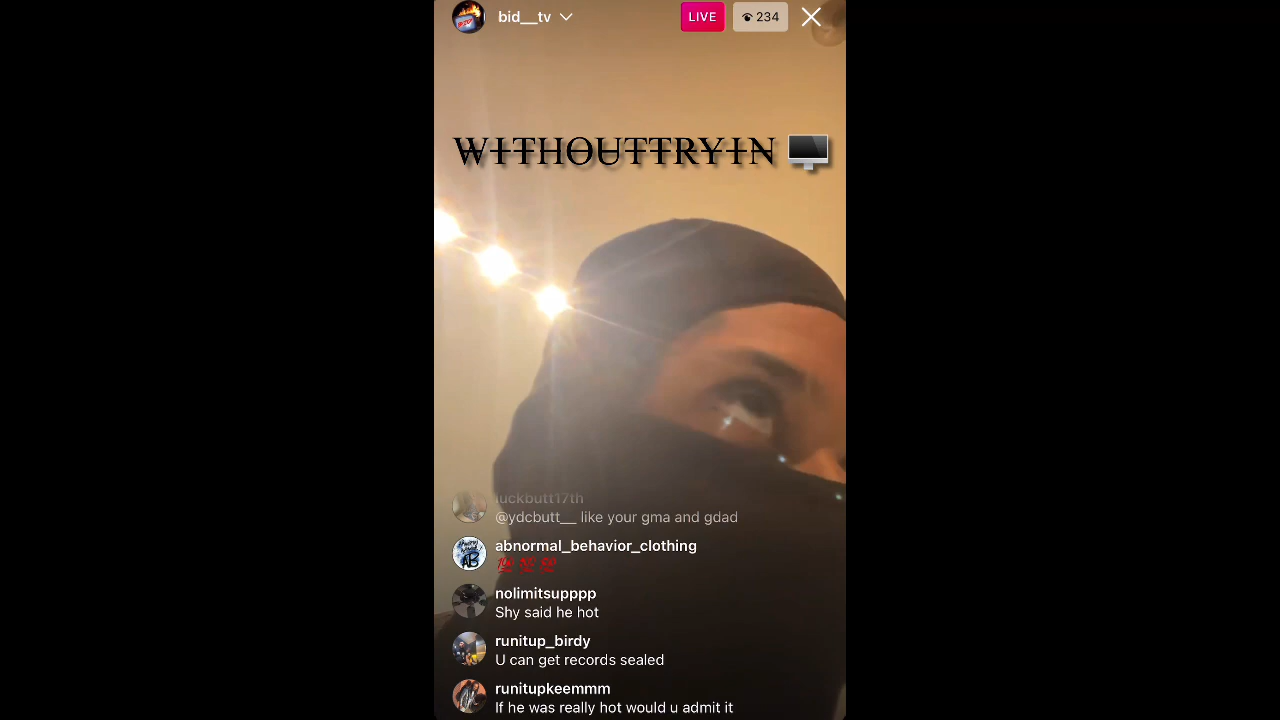 bid__tv
LIVE
234
WITHOUTTRYIN
luckbutt17th
@ydcbutt__ like your gma and gdad
abnormal_behavior_clothing
💯 💯 💯
nolimitsupppp
Shy said he hot
runitup_birdy
U can get records sealed
runitupkeemmm
If he was really hot would u admit it